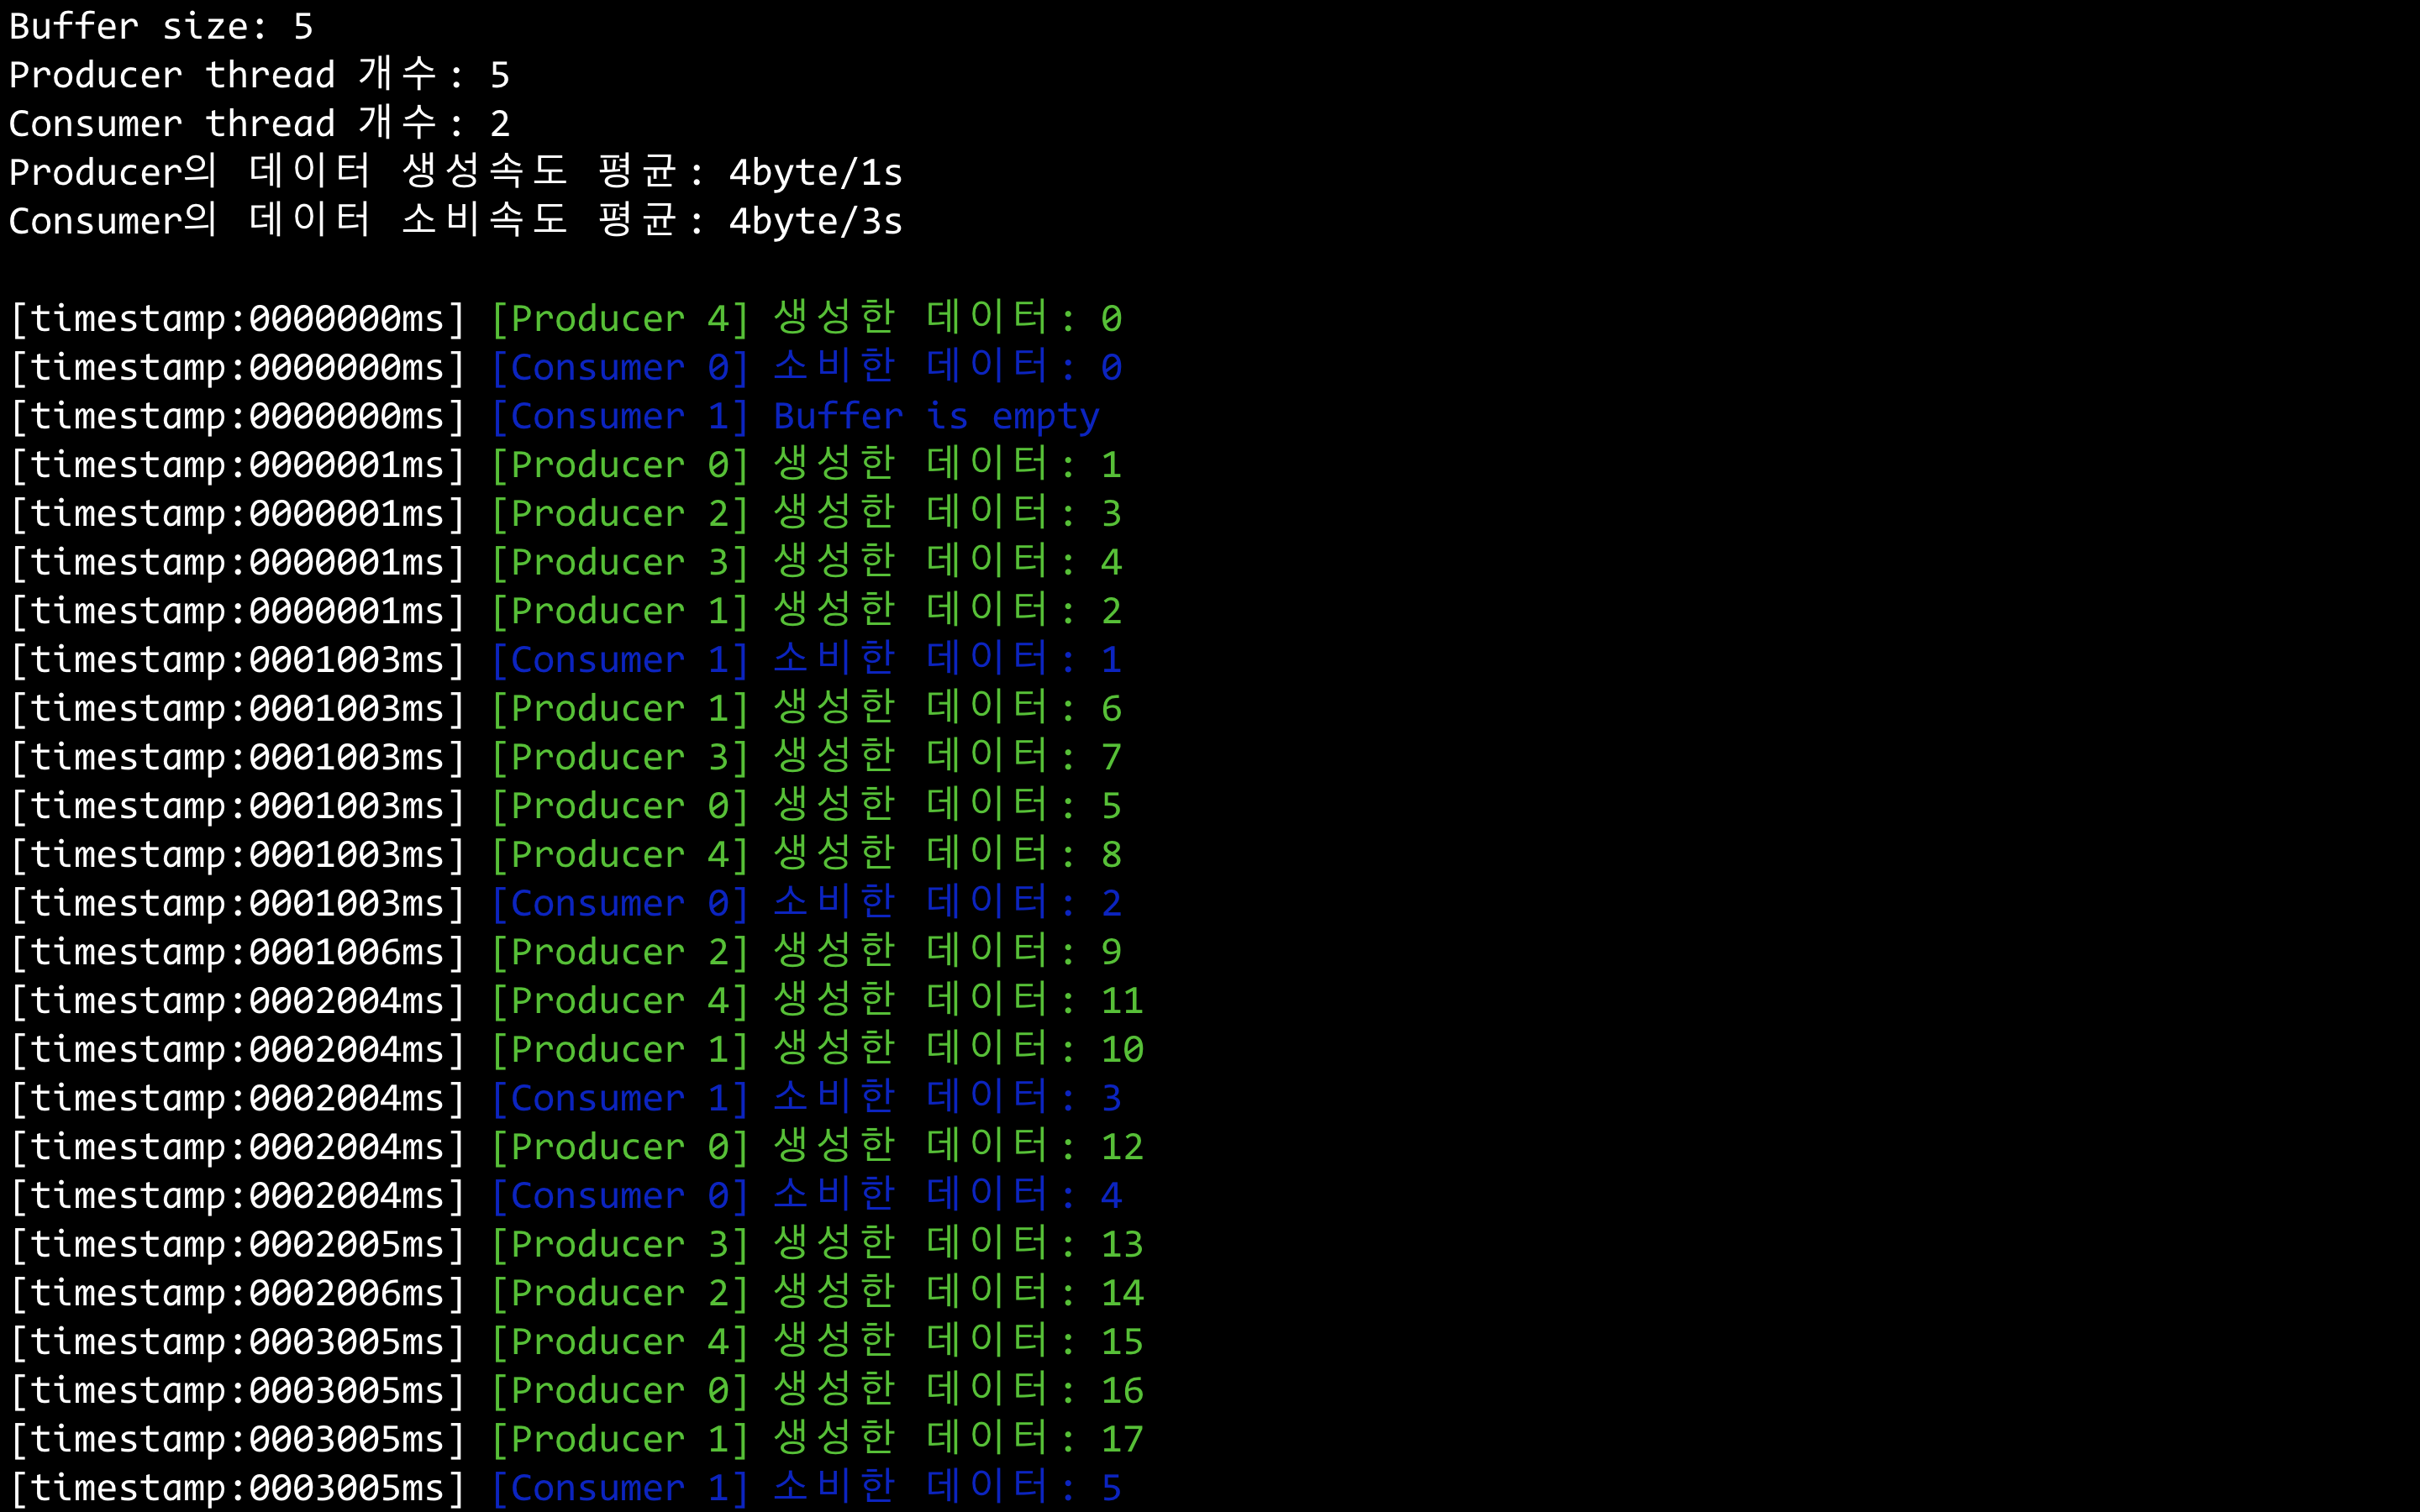 Buffer size: 5
Producer thread 개수: 5
Consumer thread 개수: 2
Producer의 데이터 생성속도 평균: 4byte/1s
Consumer의 데이터 소비속도 평균: 4byte/3s
[timestamp:0000000ms] [Producer 4] 생성한 데이터: 0
[timestamp:0000000ms] [Consumer 0] 소비한 데이터: 0
[timestamp:0000000ms] [Consumer 1] Buffer is empty
[timestamp:0000001ms] [Producer 0] 생성한 데이터: 1
[timestamp:0000001ms] [Producer 2] 생성한 데이터: 3
[timestamp:0000001ms] [Producer 3] 생성한 데이터: 4
[timestamp:0000001ms] [Producer 1] 생성한 데이터: 2
[timestamp:0001003ms] [Consumer 1] 소비한 데이터: 1
[timestamp:0001003ms] [Producer 1] 생성한 데이터: 6
[timestamp:0001003ms] [Producer 3] 생성한 데이터: 7
[timestamp:0001003ms] [Producer 0] 생성한 데이터: 5
[timestamp:0001003ms] [Producer 4] 생성한 데이터: 8
[timestamp:0001003ms] [Consumer 0] 소비한 데이터: 2
[timestamp:0001006ms] [Producer 2] 생성한 데이터: 9
[timestamp:0002004ms] [Producer 4] 생성한 데이터: 11
[timestamp:0002004ms] [Producer 1] 생성한 데이터: 10
[timestamp:0002004ms] [Consumer 1] 소비한 데이터: 3
[timestamp:0002004ms] [Producer 0] 생성한 데이터: 12
[timestamp:0002004ms] [Consumer 0] 소비한 데이터: 4
[timestamp:0002005ms] [Producer 3] 생성한 데이터: 13
[timestamp:0002006ms] [Producer 2] 생성한 데이터: 14
[timestamp:0003005ms] [Producer 4] 생성한 데이터: 15
[timestamp:0003005ms] [Producer 0] 생성한 데이터: 16
[timestamp:0003005ms] [Producer 1] 생성한 데이터: 17
[timestamp:0003005ms] [Consumer 1] 소비한 데이터: 5